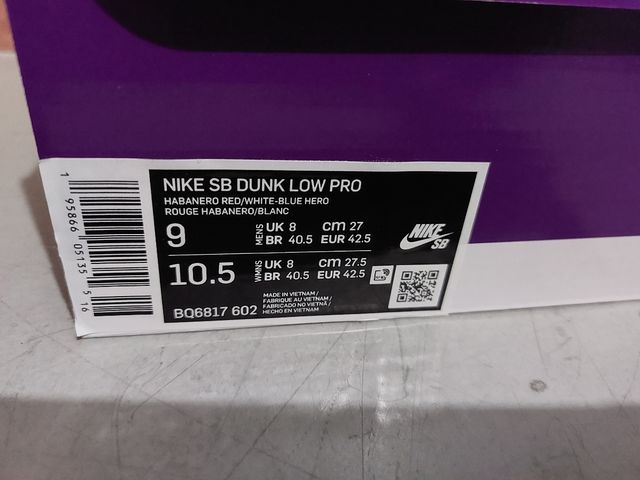 NIKE SB DUNK LOW PRO
HABANERO RED/WHITE-BLUE HERO
ROUGE HABANERO/BLANC
9 MENS UK 8 cm 27
BR 40.5 EUR 42.5
NIKE SB
10.5 WMNS UK 8 cm 27.5
BR 40.5 EUR 42.5
MADE IN VIETNAM /
FABRIQUÉ AU VIETNAM /
FABRICADO NO VIETNÃ /
HECHO EN VIETNAM
BQ6817 602
1 95866 05135 5 16